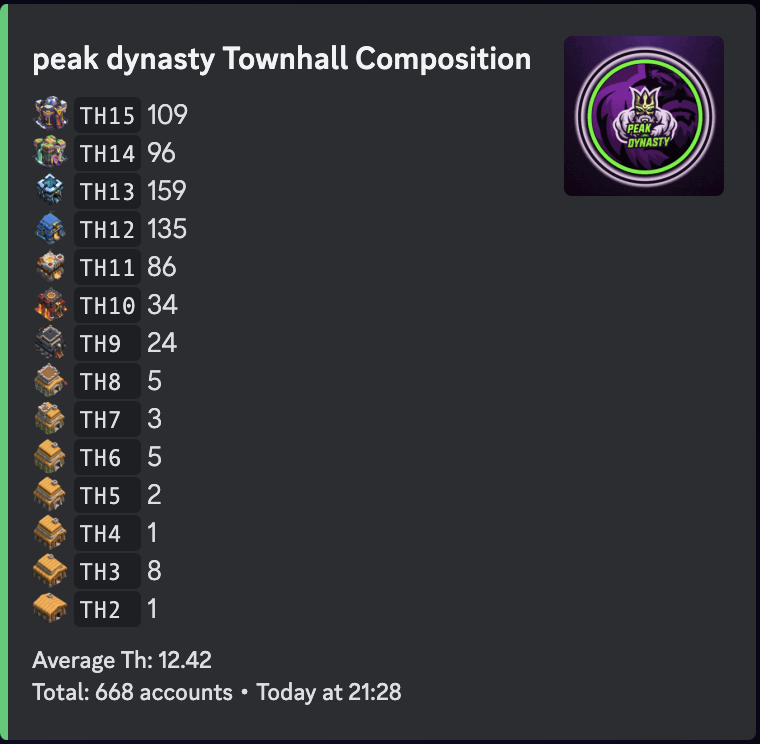 peak dynasty Townhall Composition
PEAK
DYNASTY
TH15 109
TH14 96
TH13 159
TH12 135
TH11 86
TH10 34
TH9 24
TH8 5
TH7 3
TH6 5
TH5 2
TH4 1
TH3 8
TH2 1
Average Th: 12.42
Total: 668 accounts • Today at 21:28